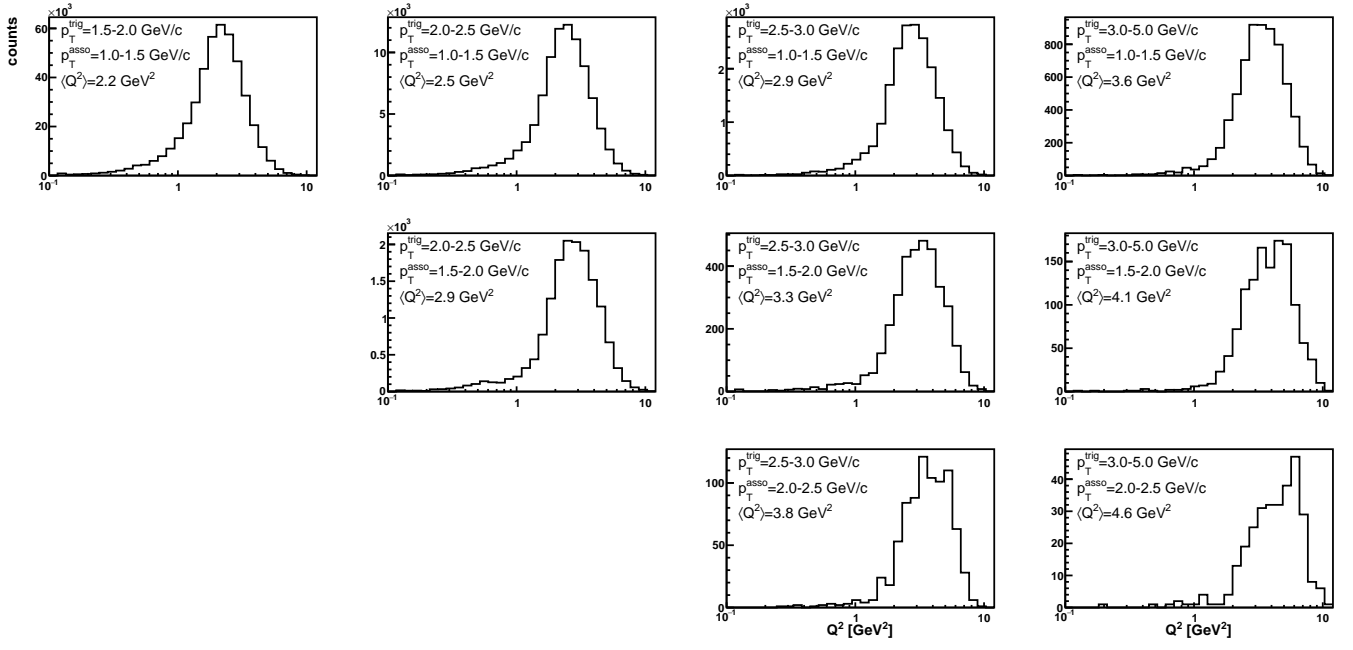 counts
×10³
60
40
20
0
p_T^trig=1.5-2.0 GeV/c
p_T^asso=1.0-1.5 GeV/c
⟨Q²⟩=2.2 GeV²
10⁻¹ 1 10
×10³
10
5
0
p_T^trig=2.0-2.5 GeV/c
p_T^asso=1.0-1.5 GeV/c
⟨Q²⟩=2.5 GeV²
10⁻¹ 1 10
×10³
2
1
0
p_T^trig=2.5-3.0 GeV/c
p_T^asso=1.0-1.5 GeV/c
⟨Q²⟩=2.9 GeV²
10⁻¹ 1 10
800
600
400
200
0
p_T^trig=3.0-5.0 GeV/c
p_T^asso=1.0-1.5 GeV/c
⟨Q²⟩=3.6 GeV²
10⁻¹ 1 10
×10³
2
1.5
1
0.5
0
p_T^trig=2.0-2.5 GeV/c
p_T^asso=1.5-2.0 GeV/c
⟨Q²⟩=2.9 GeV²
10⁻¹ 1 10
400
200
0
p_T^trig=2.5-3.0 GeV/c
p_T^asso=1.5-2.0 GeV/c
⟨Q²⟩=3.3 GeV²
10⁻¹ 1 10
150
100
50
0
p_T^trig=3.0-5.0 GeV/c
p_T^asso=1.5-2.0 GeV/c
⟨Q²⟩=4.1 GeV²
10⁻¹ 1 10
100
50
0
p_T^trig=2.5-3.0 GeV/c
p_T^asso=2.0-2.5 GeV/c
⟨Q²⟩=3.8 GeV²
10⁻¹ 1 10
Q² [GeV²]
40
30
20
10
0
p_T^trig=3.0-5.0 GeV/c
p_T^asso=2.0-2.5 GeV/c
⟨Q²⟩=4.6 GeV²
10⁻¹ 1 10
Q² [GeV²]